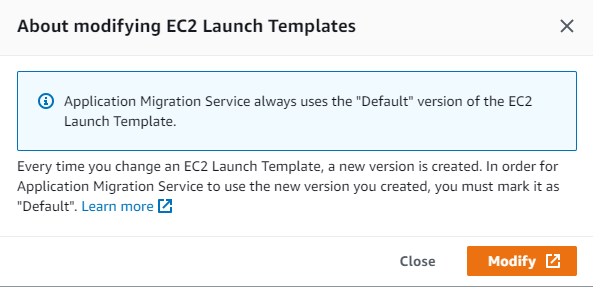 About modifying EC2 Launch Templates
Application Migration Service always uses the "Default" version of the EC2
Launch Template.
Every time you change an EC2 Launch Template, a new version is created. In order for
Application Migration Service to use the new version you created, you must mark it as
"Default". Learn more
Close
Modify